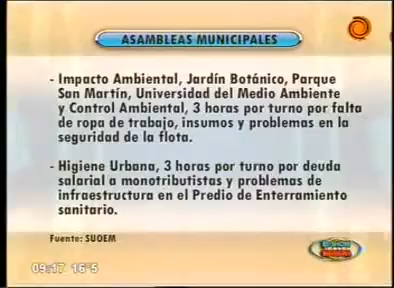 ASAMBLEAS MUNICIPALES
- Impacto Ambiental, Jardín Botánico, Parque
San Martín, Universidad del Medio Ambiente
y Control Ambiental, 3 horas por turno por falta
de ropa de trabajo, insumos y problemas en la
seguridad de la flota.
- Higiene Urbana, 3 horas por turno por deuda
salarial a monotributistas y problemas de
infraestructura en el Predio de Enterramiento
sanitario.
Fuente: SUOEM
09:17 16°5